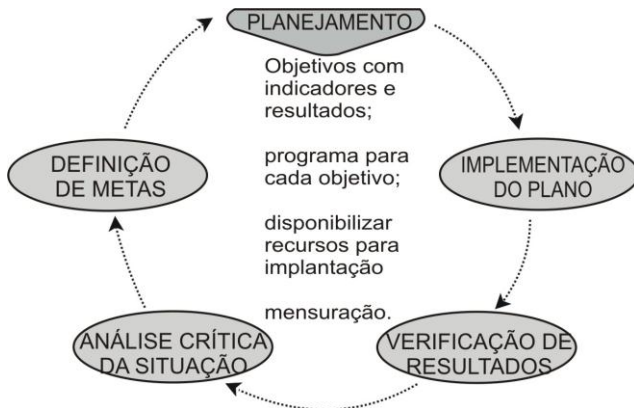 PLANEJAMENTO
Objetivos com
indicadores e
resultados;
programa para
cada objetivo;
disponibilizar
recursos para
implantação
mensuração.
IMPLEMENTAÇÃO
DO PLANO
VERIFICAÇÃO DE
RESULTADOS
ANÁLISE CRÍTICA
DA SITUAÇÃO
DEFINIÇÃO
DE METAS